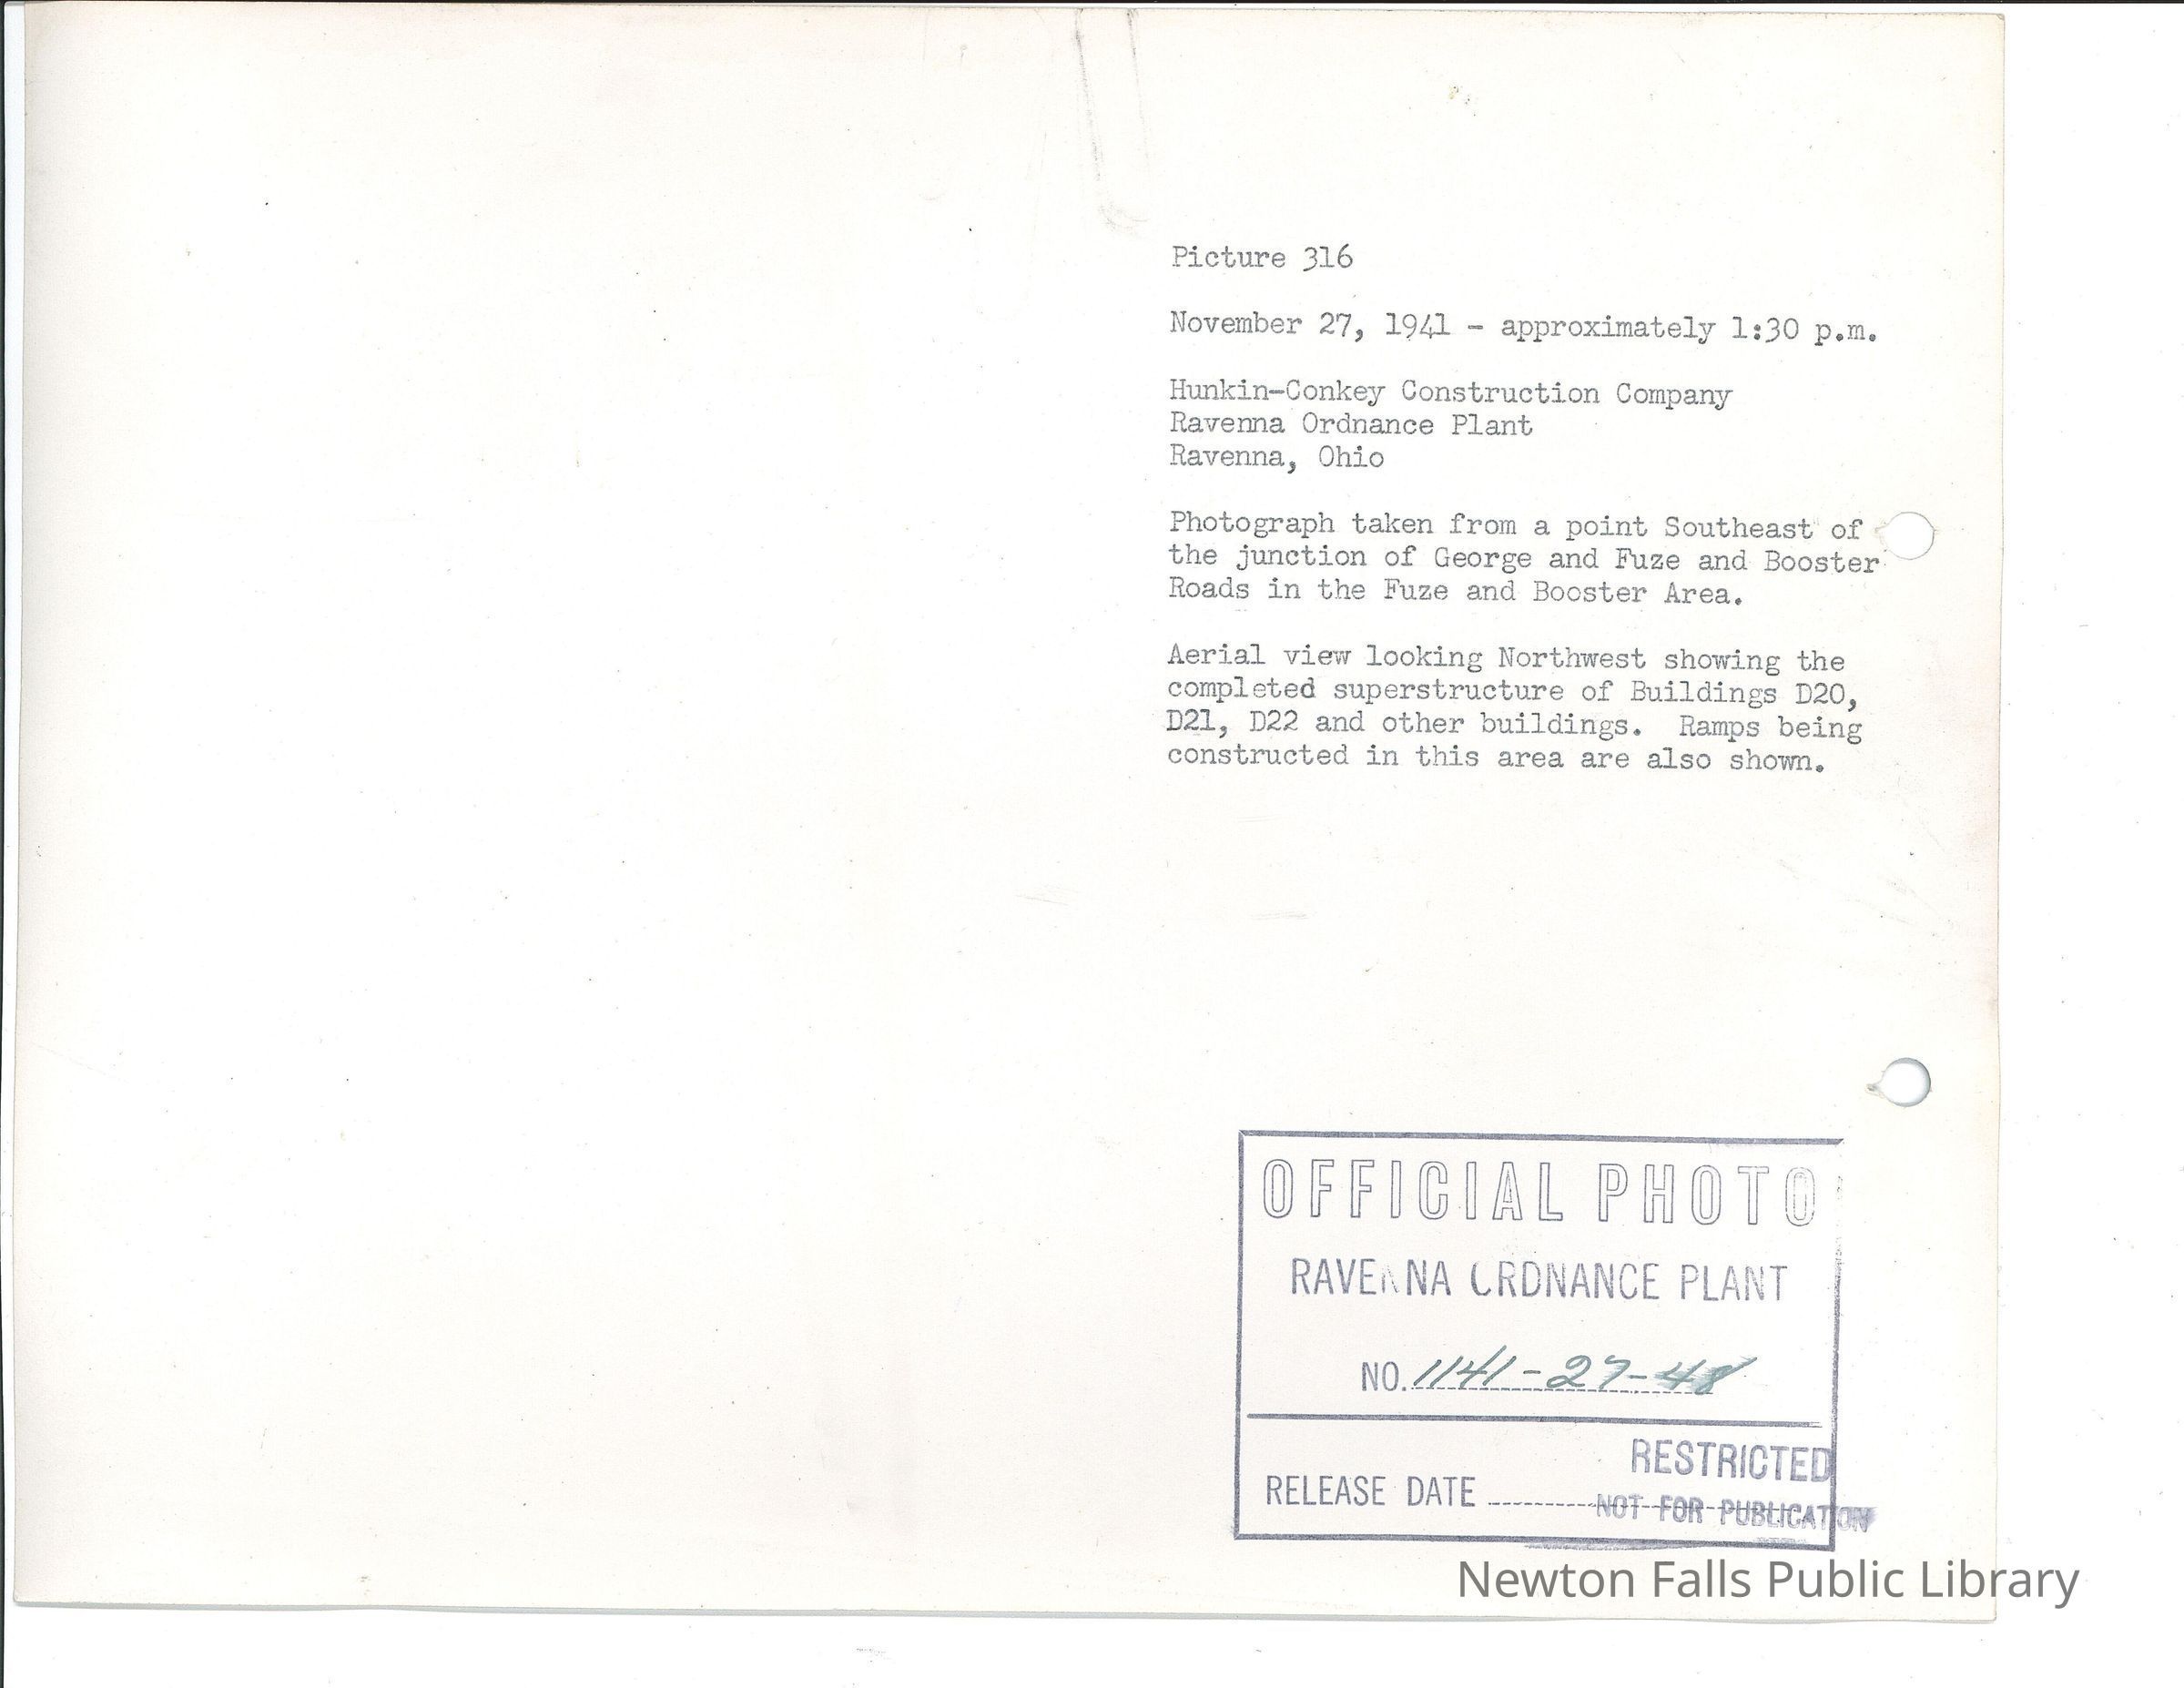 Picture 316
November 27, 1941 - approximately 1:30 p.m.
Hunkin-Conkey Construction Company
Ravenna Ordnance Plant
Ravenna, Ohio
Photograph taken from a point Southeast of
the junction of George and Fuze and Booster
Roads in the Fuze and Booster Area.
Aerial view looking Northwest showing the
completed superstructure of Buildings D20,
D21, D22 and other buildings. Ramps being
constructed in this area are also shown.
OFFICIAL PHOTO
RAVENNA ORDNANCE PLANT
NO. 1141-27-48
RESTRICTED
RELEASE DATE
NOT FOR PUBLICATION
Newton Falls Public Library